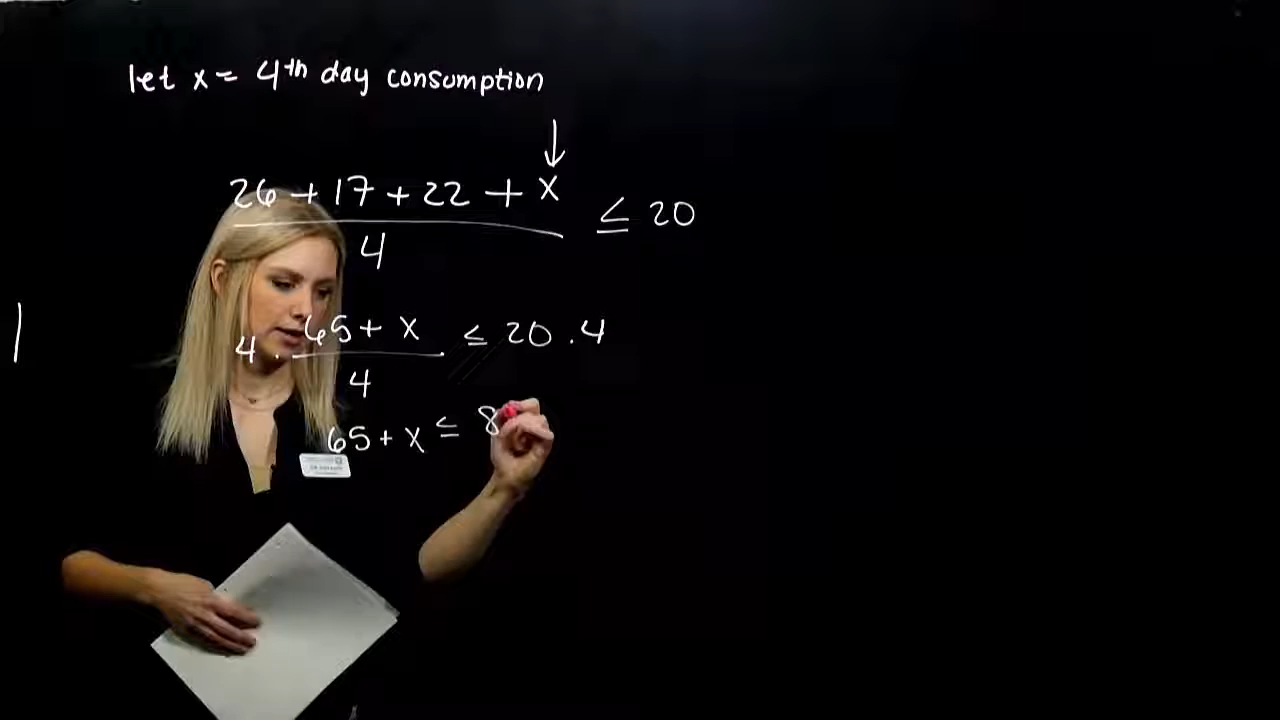 let x = 4th day consumption
26 + 17 + 22 + x
4
≤ 20
4 · 65 + x ≤ 20 · 4
4
65 + x ≤ 8